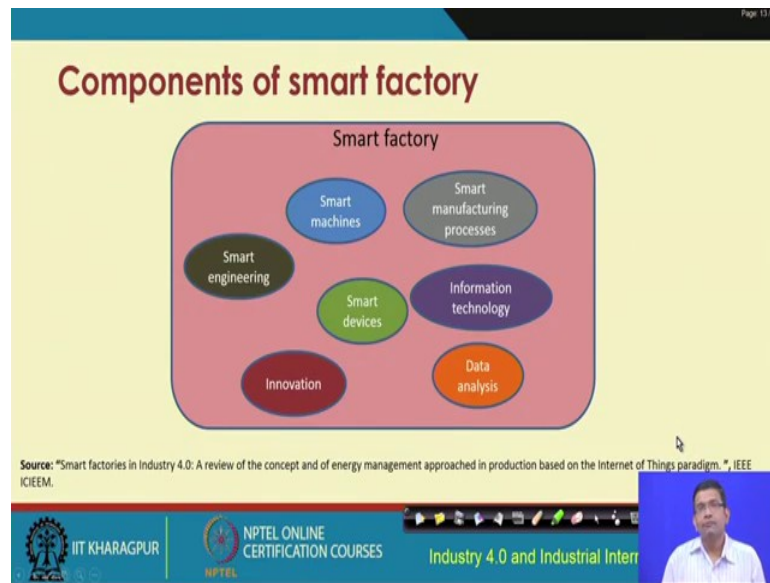 Page: 13
Components of smart factory
Smart factory
Smart
machines
Smart
manufacturing
processes
Smart
engineering
Smart
devices
Information
technology
Innovation
Data
analysis
Source: "Smart factories in Industry 4.0: A review of the concept and of energy management approached in production based on the Internet of Things paradigm. ", IEEE
ICIEEM.
IIT KHARAGPUR
NPTEL
NPTEL ONLINE
CERTIFICATION COURSES
Industry 4.0 and Industrial Inter